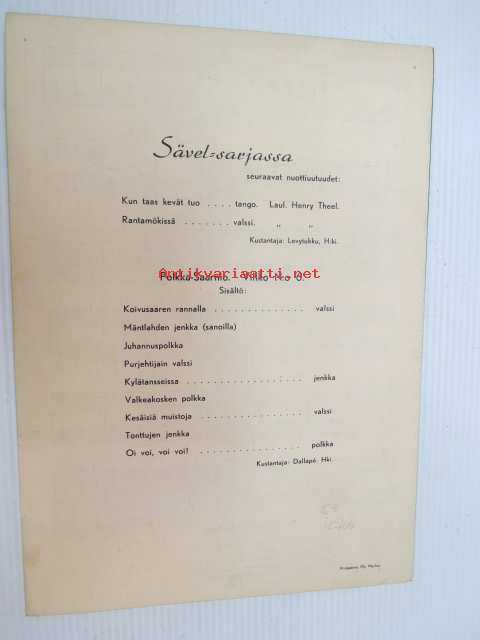 Sävel-sarjassa
seuraavat nuottiuutuudet:
Kun taas kevät tuo . . . . tango. Laul. Henry Theel.
Rantamökissä . . . . . . . valssi. „ „
Kustantaja: Levytukku, Hki.
Antikvariaatti.net
Sisältö:
Koivusaaren rannalla . . . . . . . . . . . . . . valssi
Mäntlahden jenkka (sanoilla)
Juhannuspolkka
Purjehtijain valssi
Kylätansseissa . . . . . . . . . . . . . . . . . . jenkka
Valkeakosken polkka
Kesäisiä muistoja . . . . . . . . . . . . . . . . valssi
Tonttujen jenkka
Oi voi, voi voi! . . . . . . . . . . . . . . . . polkka
Kustantaja: Dallapé Hki.